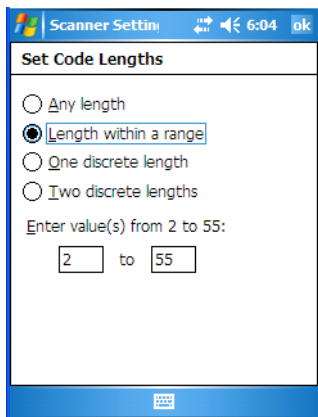 Scanner Settin 6:04 ok
Set Code Lengths
Any length
Length within a range
One discrete length
Two discrete lengths
Enter value(s) from 2 to 55:
2 to 55